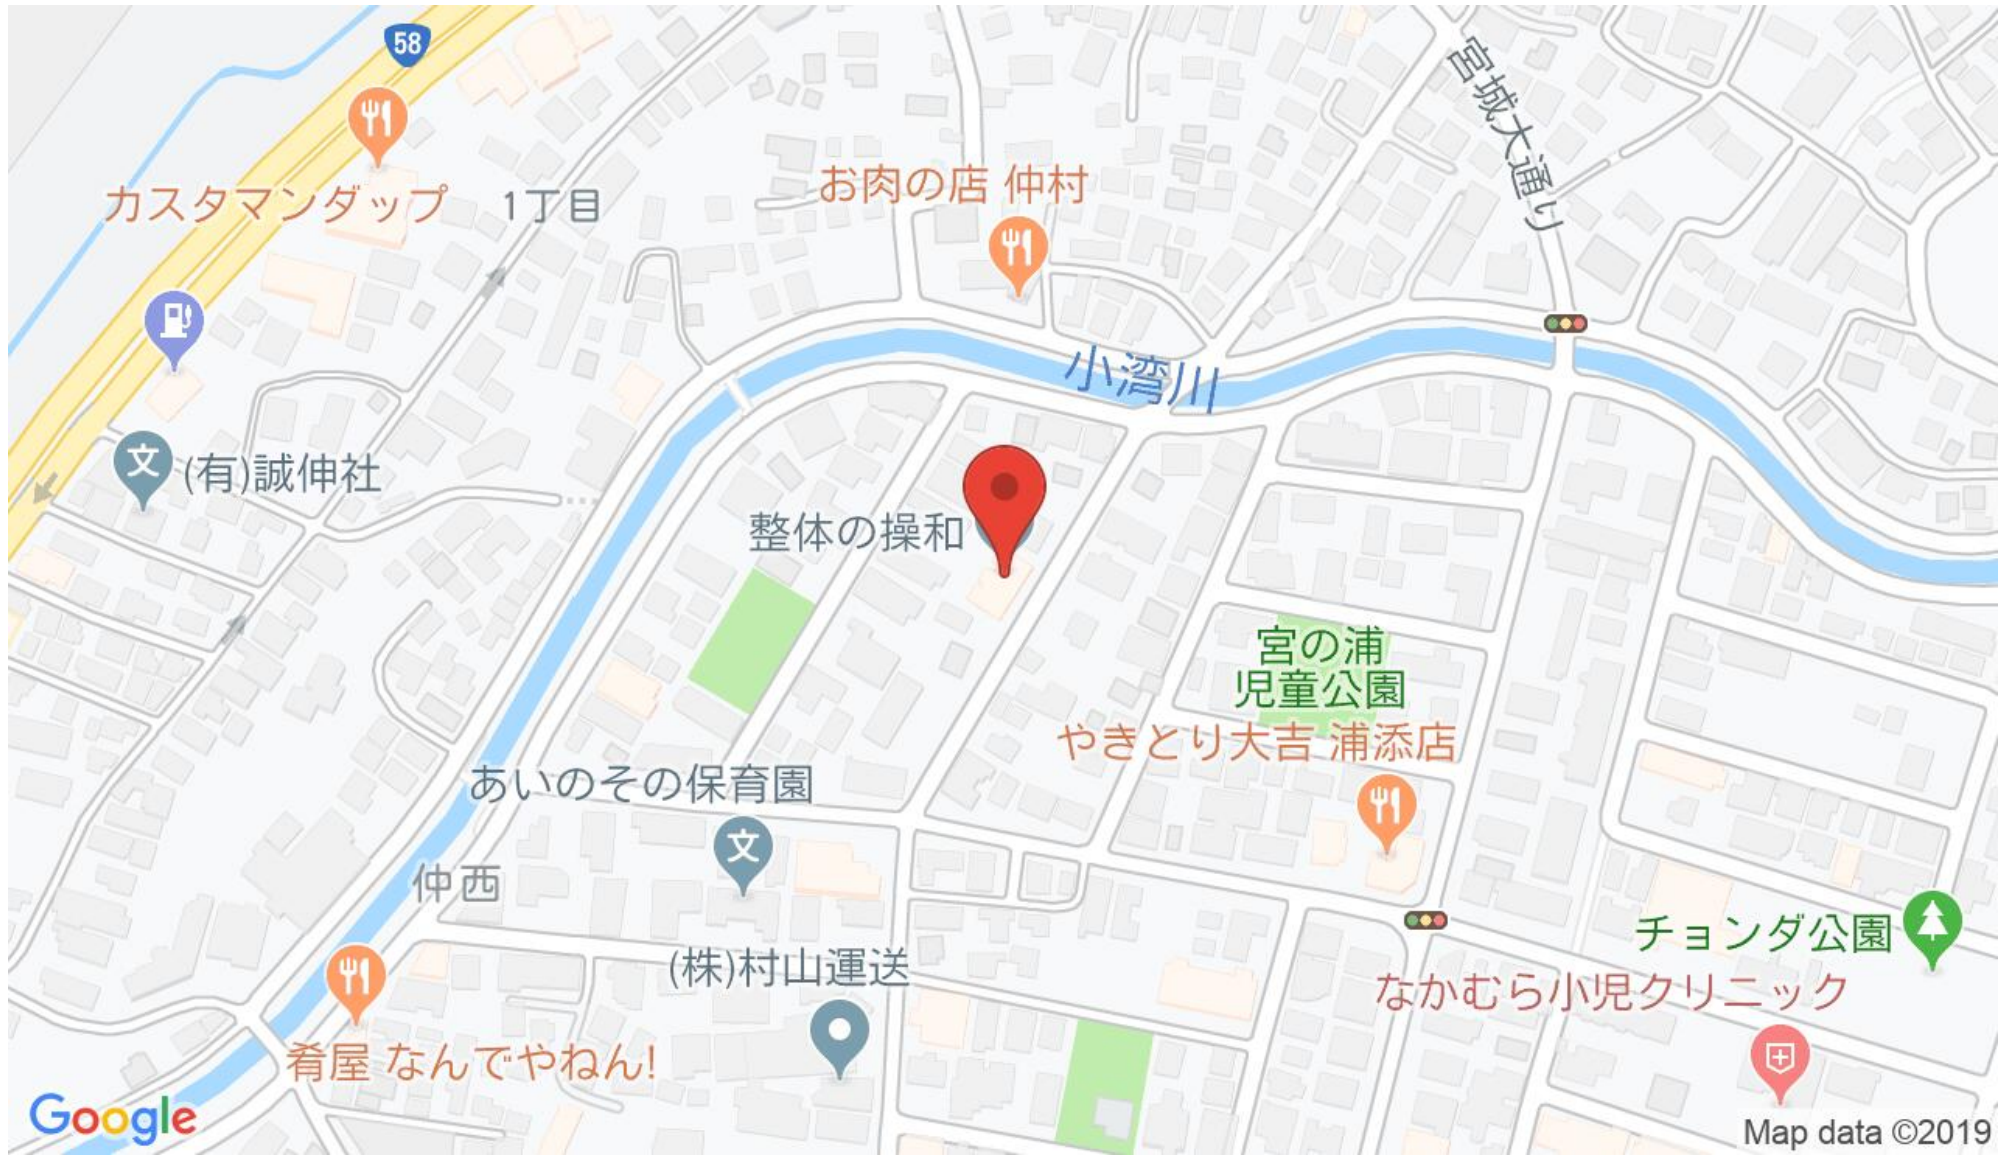 58
宮城大通り
カスタマンダップ
1丁目
お肉の店 仲村
小湾川
文
(有)誠伸社
整体の操和
宮の浦
児童公園
やきとり大吉 浦添店
あいのその保育園
文
仲西
チョンダ公園
(株)村山運送
なかむら小児クリニック
肴屋 なんでやねん!
Google
Map data ©2019